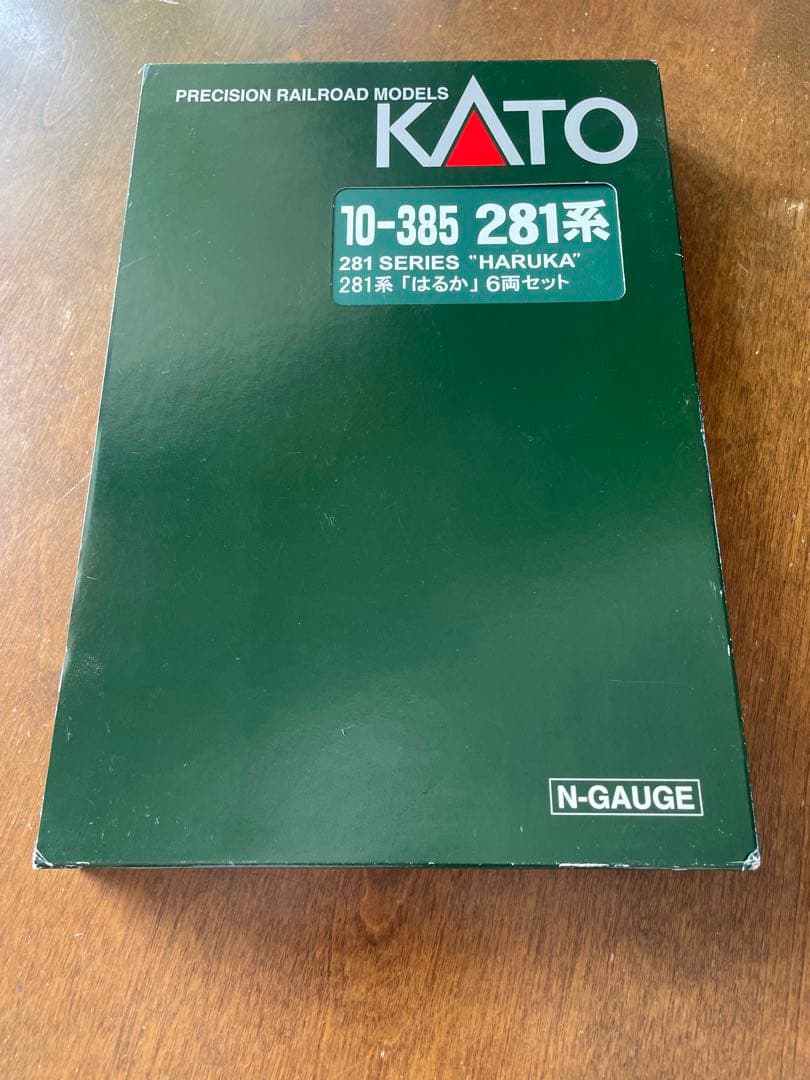 PRECISION RAILROAD MODELS
KATO
10-385 281系
281 SERIES "HARUKA"
281系「はるか」6両セット
N-GAUGE